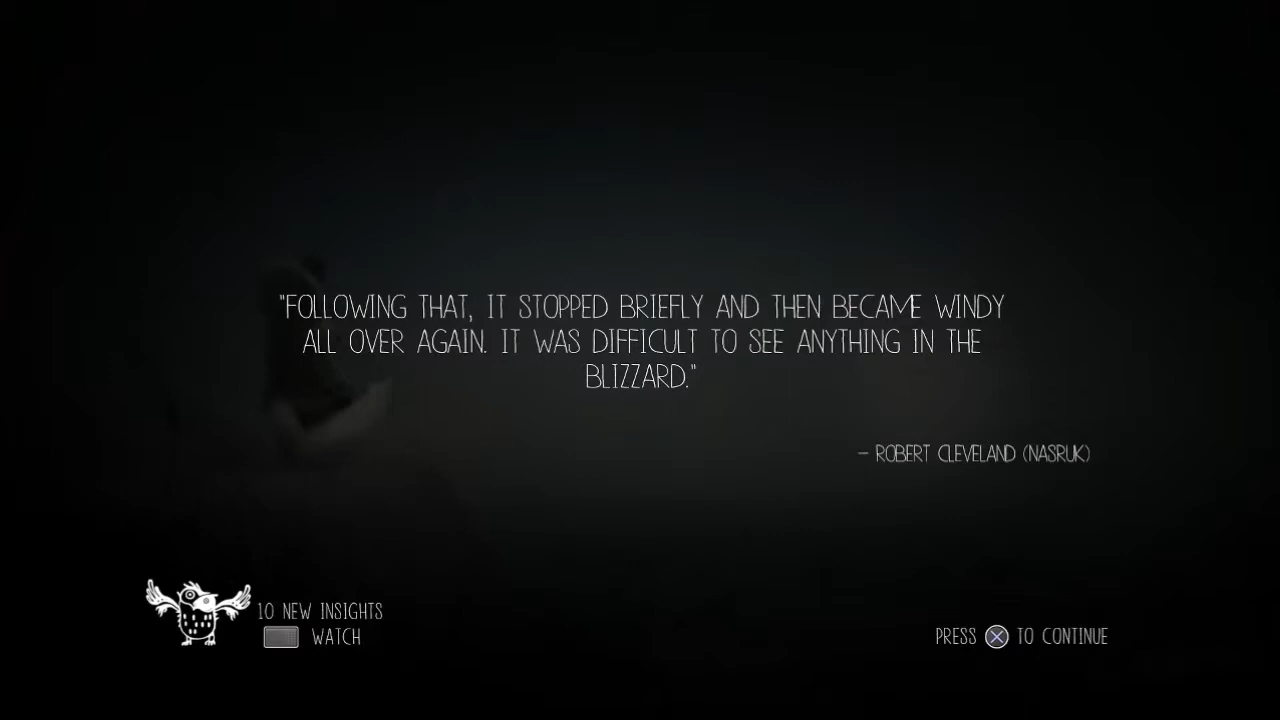 "FOLLOWING THAT, IT STOPPED BRIEFLY AND THEN BECAME WINDY
ALL OVER AGAIN. IT WAS DIFFICULT TO SEE ANYTHING IN THE
BLIZZARD."
— ROBERT CLEVELAND (NASRUK)
10 NEW INSIGHTS
WATCH
PRESS TO CONTINUE